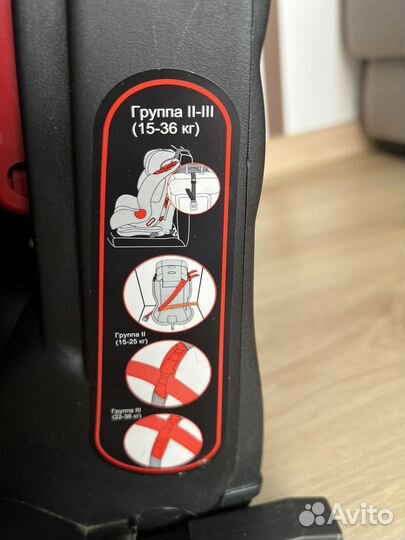 Группа II-III
(15-36 кг)
Группа II
(15-25 кг)
Группа III
(22-36 кг)
Avito